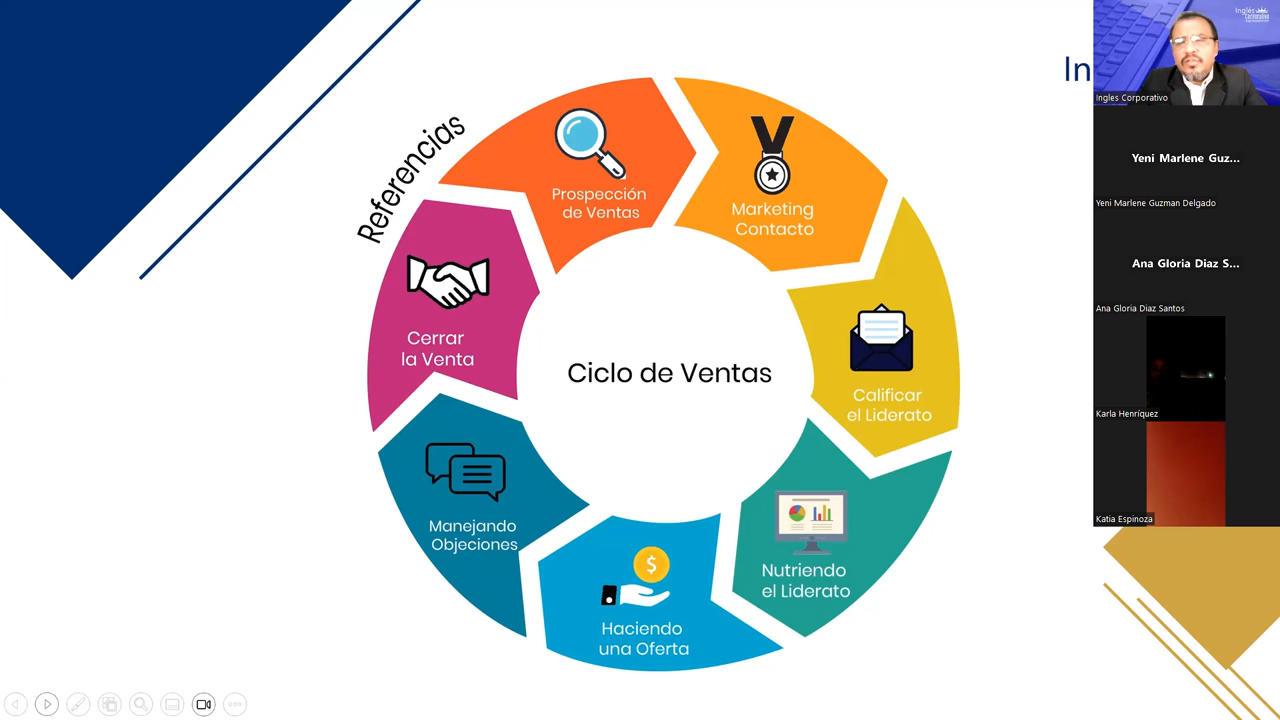 In
Referencias
Prospección
de Ventas
Marketing
Contacto
Calificar
el Liderato
Nutriendo
el Liderato
Haciendo
una Oferta
$
Manejando
Objeciones
Cerrar
la Venta
Ciclo de Ventas
Inglés
Corporativo
Ingles Corporativo
Yeni Marlene Guz...
Yeni Marlene Guzman Delgado
Ana Gloria Diaz S...
Ana Gloria Diaz Santos
Karla Henríquez
Katia Espinoza